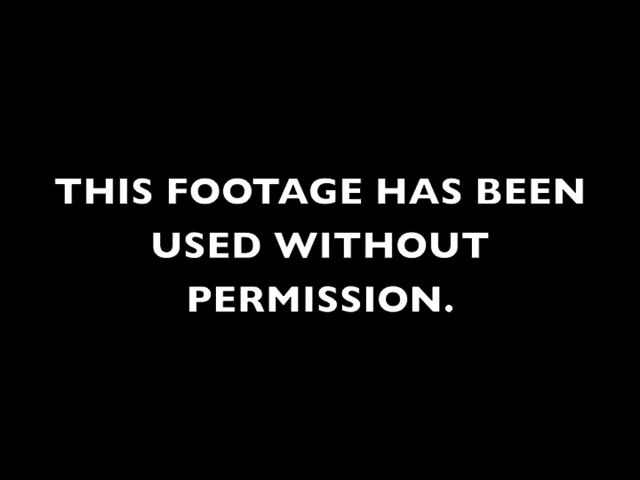 THIS FOOTAGE HAS BEEN
USED WITHOUT
PERMISSION.